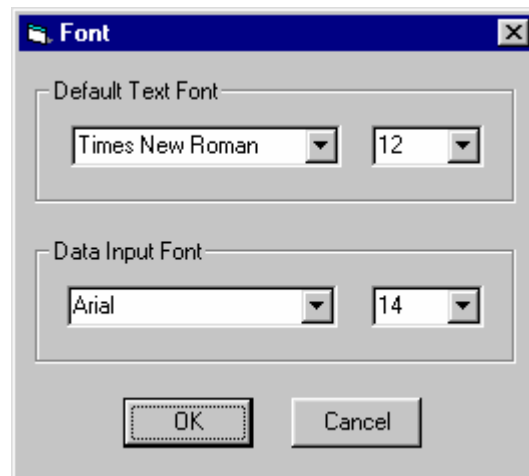 Font
Default Text Font
Times New Roman 12
Data Input Font
Arial 14
OK Cancel